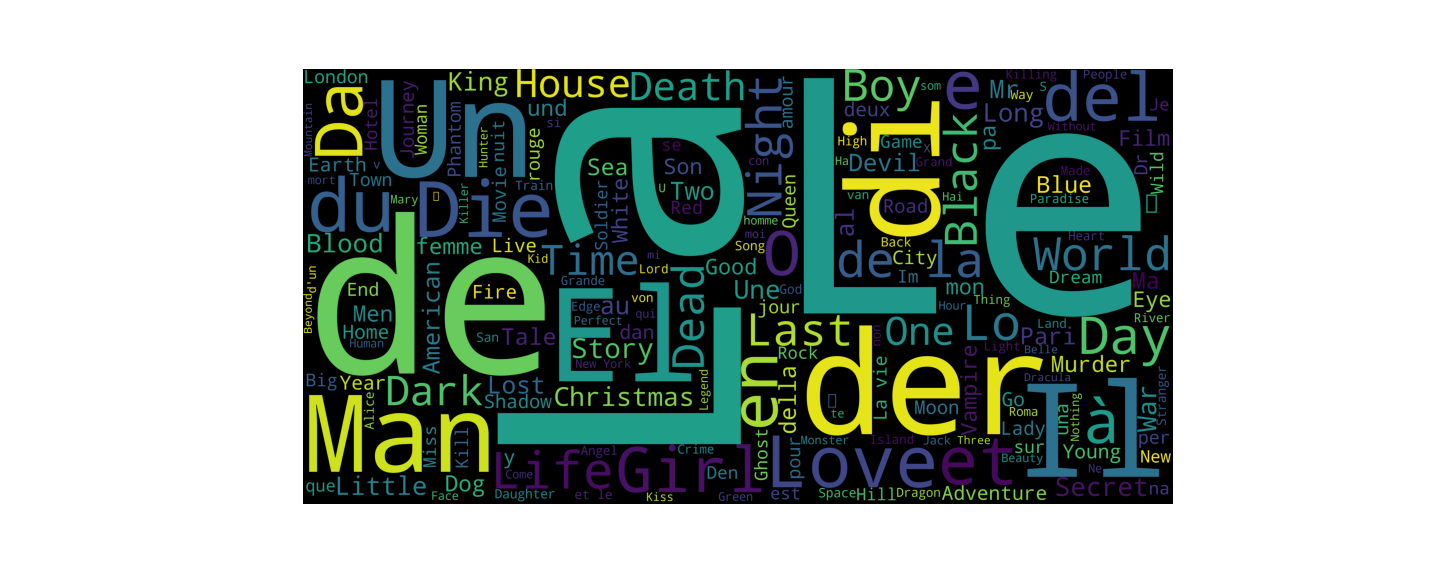 London
King
House
Death
Boy
som
e
Killing
People
S
Mr
Way
del
Je
Da
Hotel
Journey
Woman
Un
Phantom
Hunter
und
si
rouge
a
Night
amour
L
deux
di
Long
pa
Without
Film
Mountain
Earth
v
Movie
nuit
Train
Sea
se
Son
con
High
Game
x
Black
e
Dr
Wild
mort
Town
Mary
Killer
du
Die
Soldier
White
U
Two
Red
Queen
Ha
Devil
Grand
Made
Blue
Paradise
van
Hai
Road
al
O
homme
moi
Song
Back
Blood
femme
Live
Kid
Time
mi
Lord
Good
de la
City
Im
World
Heart
Dream
de
Beyond
d'un
End
Men
Home
Human
American
Fire
San
Tale
Grande
El
Edge
au
von
Perfect
qui
dan
Dead
Une
God
jour
mon
Hour
Thing
Ma
Eye
River
Story
New York
Last
Rock
One
non
Lo
Land
Pari
Light
Belle
Day
Big
Year
Alice
Dark
Lost
Shadow
Christmas
Legend
en
della
der
La vie
Vampire
Murder
Dracula
Go
Moon
Roma
Lady
una
Nothing
Il
à
War
Stranger
Man
Miss
Kill
te
y
Life
Angel
Girl
Crime
Ghost
pour
Monster
Love
Island
Jack
Three
et
sur
Beauty
Young
per
New
Ne
que
Little
Face
Dog
Come
Daughter
et le
Kiss
Den
Green
est
Space
Hill
Dragon
Adventure
Secret
na